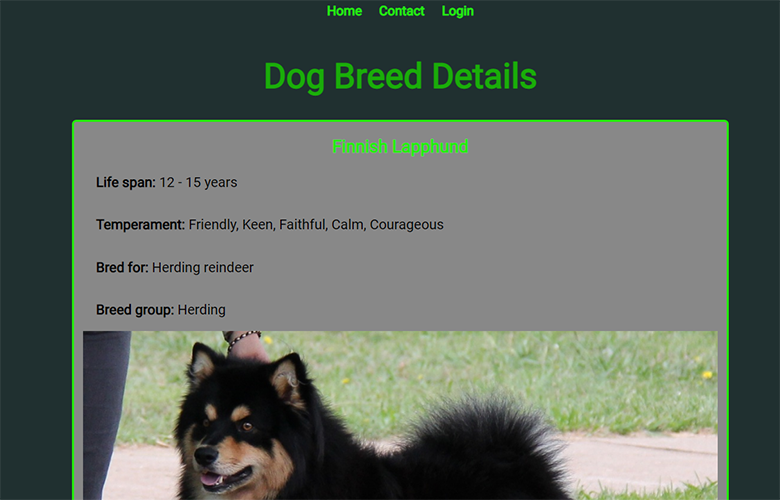 Home Contact Login
Dog Breed Details
Finnish Lapphund
Life span: 12 - 15 years
Temperament: Friendly, Keen, Faithful, Calm, Courageous
Bred for: Herding reindeer
Breed group: Herding